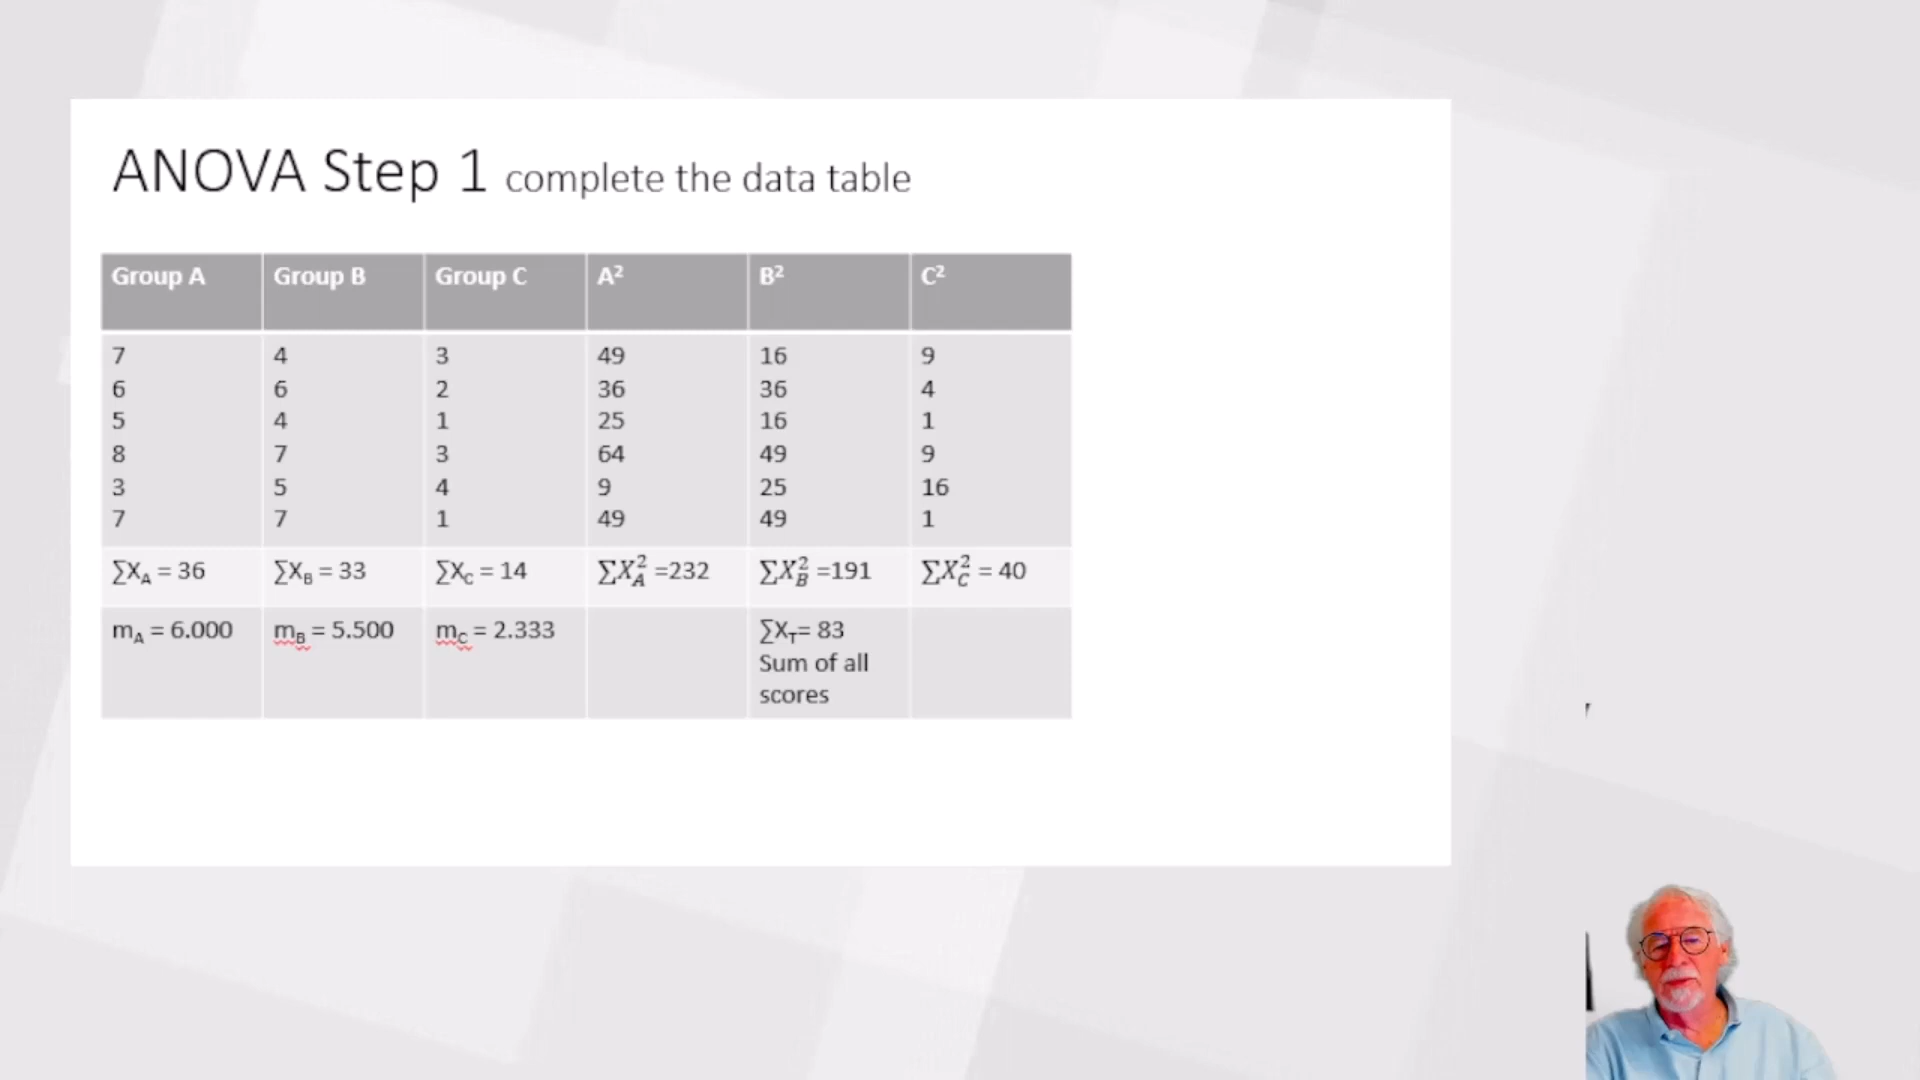 ANOVA Step 1 complete the data table
Group A Group B Group C A² B² C²
7 4 3 49 16 9
6 6 2 36 36 4
5 4 1 25 16 1
8 7 3 64 49 9
3 5 4 9 25 16
7 7 1 49 49 1
∑X_A = 36 ∑X_B = 33 ∑X_C = 14 ∑X_A² =232 ∑X_B² =191 ∑X_C² = 40
m_A = 6.000 m_B = 5.500 m_C = 2.333 ∑X_T= 83
Sum of all
scores